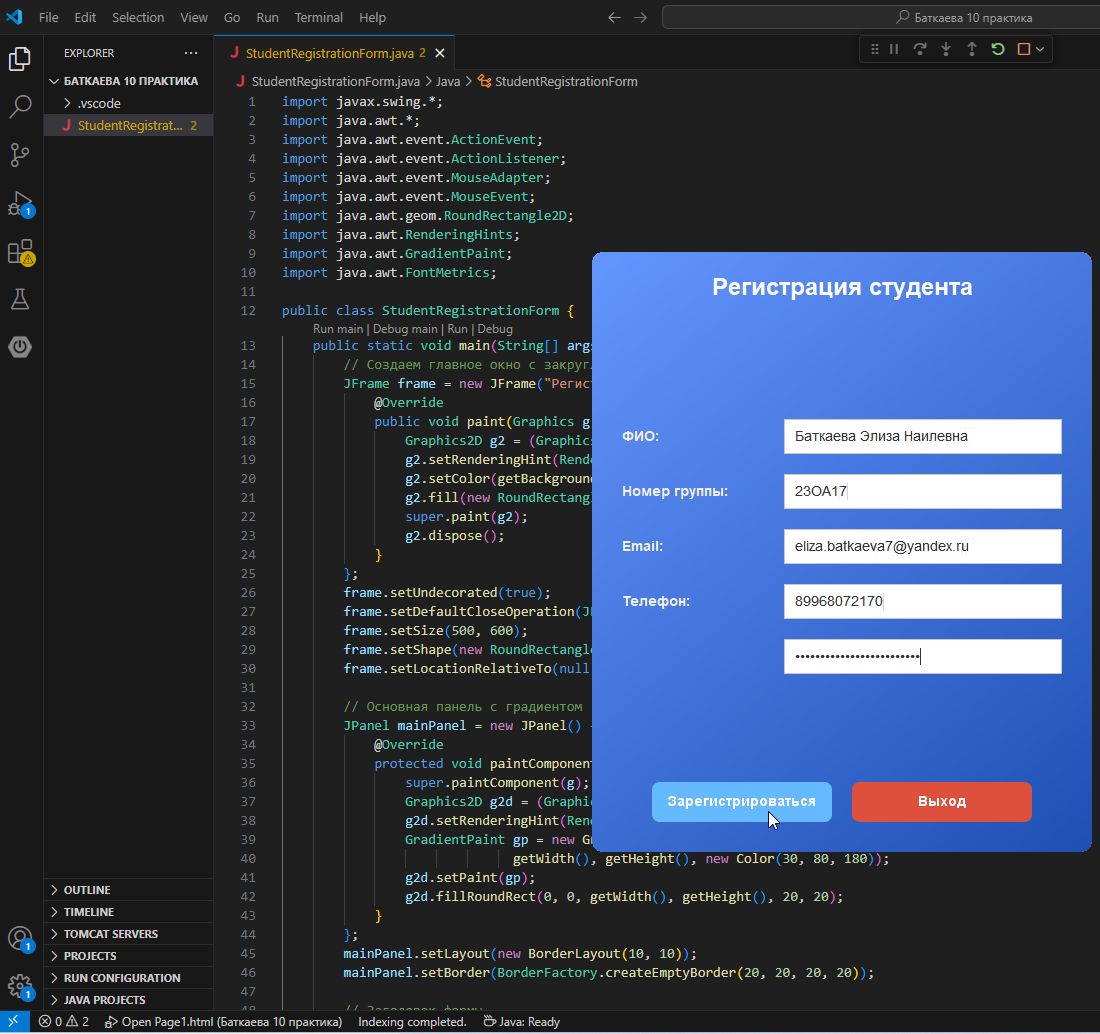 File Edit Selection View Go Run Terminal Help
Баткаева 10 практика
EXPLORER
БАТКАЕВА 10 ПРАКТИКА
.vscode
StudentRegistrat... 2
OUTLINE
TIMELINE
TOMCAT SERVERS
PROJECTS
RUN CONFIGURATION
JAVA PROJECTS
StudentRegistrationForm.java 2
StudentRegistrationForm.java > Java > StudentRegistrationForm
1 import javax.swing.*;
2 import java.awt.*;
3 import java.awt.event.ActionEvent;
4 import java.awt.event.ActionListener;
5 import java.awt.event.MouseAdapter;
6 import java.awt.event.MouseEvent;
7 import java.awt.geom.RoundRectangle2D;
8 import java.awt.RenderingHints;
9 import java.awt.GradientPaint;
10 import java.awt.FontMetrics;
11
12 public class StudentRegistrationForm {
Run main | Debug main | Run | Debug
13 public static void main(String[] arg
14 // Создаем главное окно с закруг
15 JFrame frame = new JFrame("Регис
16 @Override
17 public void paint(Graphics g
18 Graphics2D g2 = (Graphics
19 g2.setRenderingHint(Rend
20 g2.setColor(getBackgroun
21 g2.fill(new RoundRectang
22 super.paint(g2);
23 g2.dispose();
24 }
25 };
26 frame.setUndecorated(true);
27 frame.setDefaultCloseOperation(J
28 frame.setSize(500, 600);
29 frame.setShape(new RoundRectangl
30 frame.setLocationRelativeTo(null
31
32 // Основная панель с градиентом
33 JPanel mainPanel = new JPanel()
34 @Override
35 protected void paintComponent
36 super.paintComponent(g);
37 Graphics2D g2d = (Graphi
38 g2d.setRenderingHint(Ren
39 GradientPaint gp = new G
40 getWidth(), getHeight(), new Color(30, 80, 180));
41 g2d.setPaint(gp);
42 g2d.fillRoundRect(0, 0, getWidth(), getHeight(), 20, 20);
43 }
44 };
45 mainPanel.setLayout(new BorderLayout(10, 10));
46 mainPanel.setBorder(BorderFactory.createEmptyBorder(20, 20, 20, 20));
47
Регистрация студента
ФИО: Баткаева Элиза Наилевна
Номер группы: 23ОА17
Email: eliza.batkaeva7@yandex.ru
Телефон: 89968072170
Зарегистрироваться Выход
0 2 Open Page1.html (Баткаева 10 практика) Indexing completed. Java: Ready